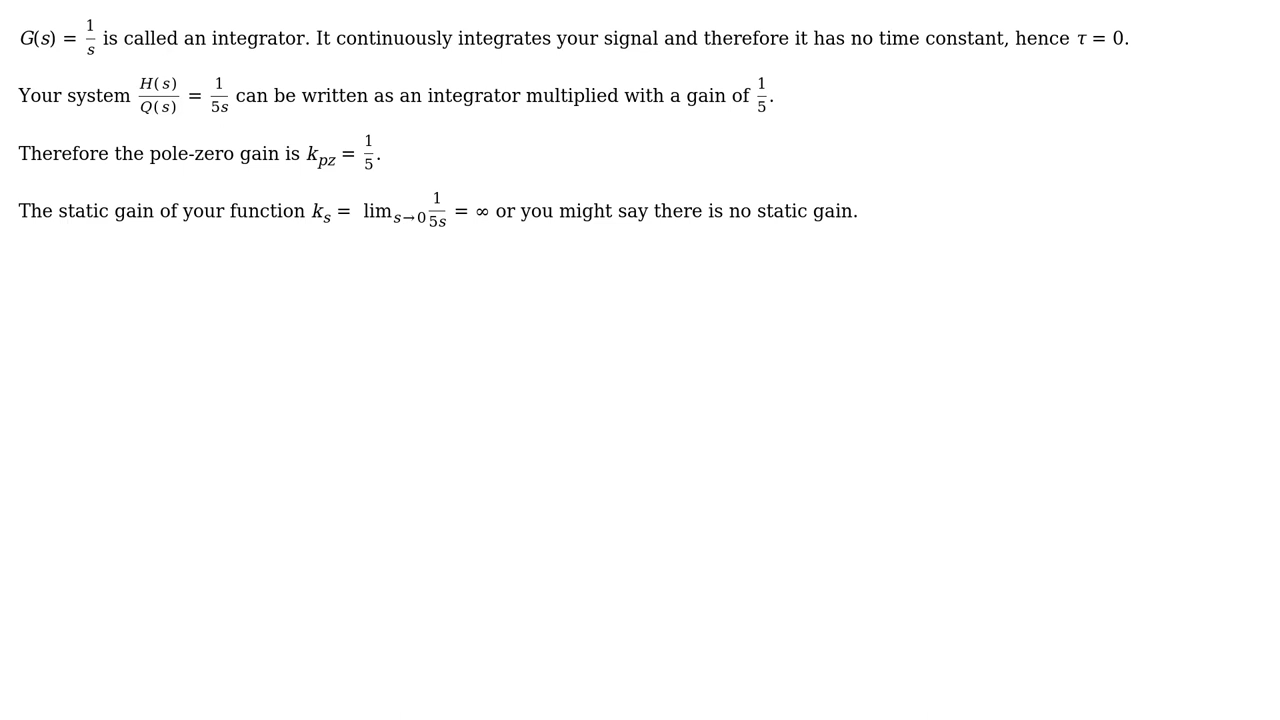 G(s) = 1/s is called an integrator. It continuously integrates your signal and therefore it has no time constant, hence τ = 0.
Your system H(s)/Q(s) = 1/5s can be written as an integrator multiplied with a gain of 1/5.
Therefore the pole-zero gain is k_pz = 1/5.
The static gain of your function k_s = lim_s→0 1/5s = ∞ or you might say there is no static gain.